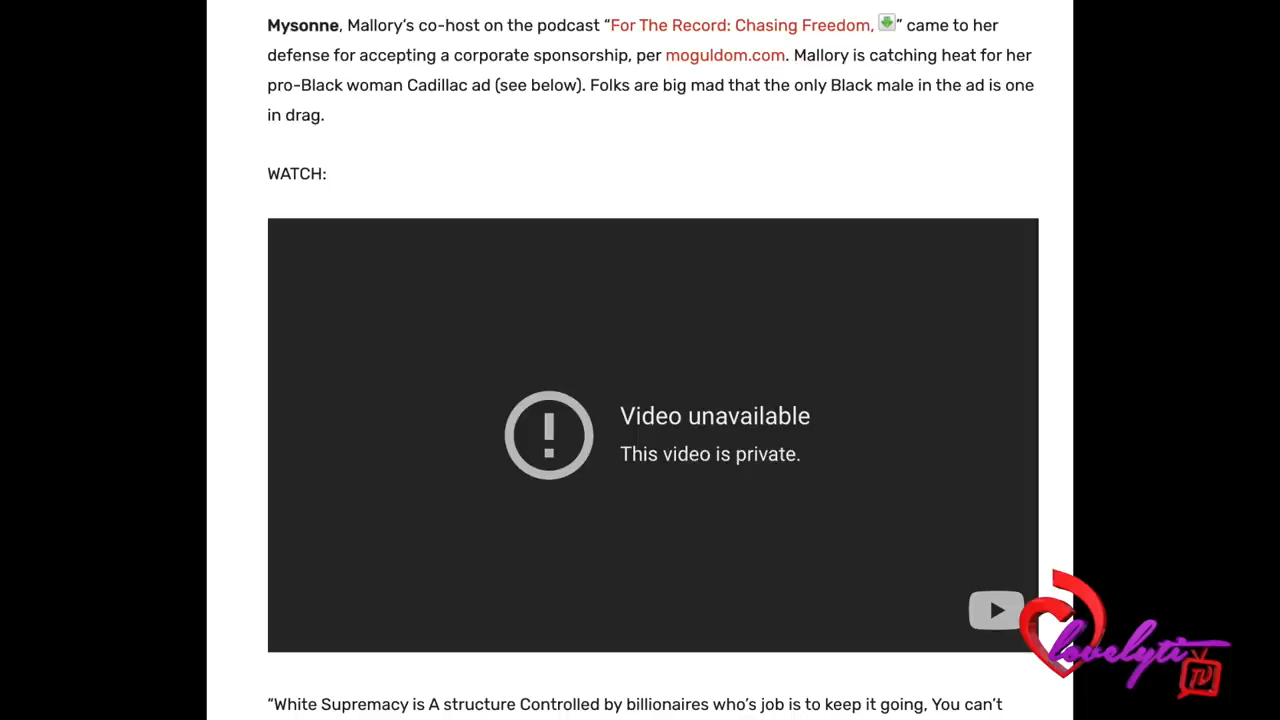 Mysonne, Mallory’s co-host on the podcast “For The Record: Chasing Freedom, ” came to her
defense for accepting a corporate sponsorship, per moguldom.com. Mallory is catching heat for her
pro-Black woman Cadillac ad (see below). Folks are big mad that the only Black male in the ad is one
in drag.
WATCH:
Video unavailable
This video is private.
lovelyti
TV
“White Supremacy is A structure Controlled by billionaires who’s job is to keep it going, You can’t